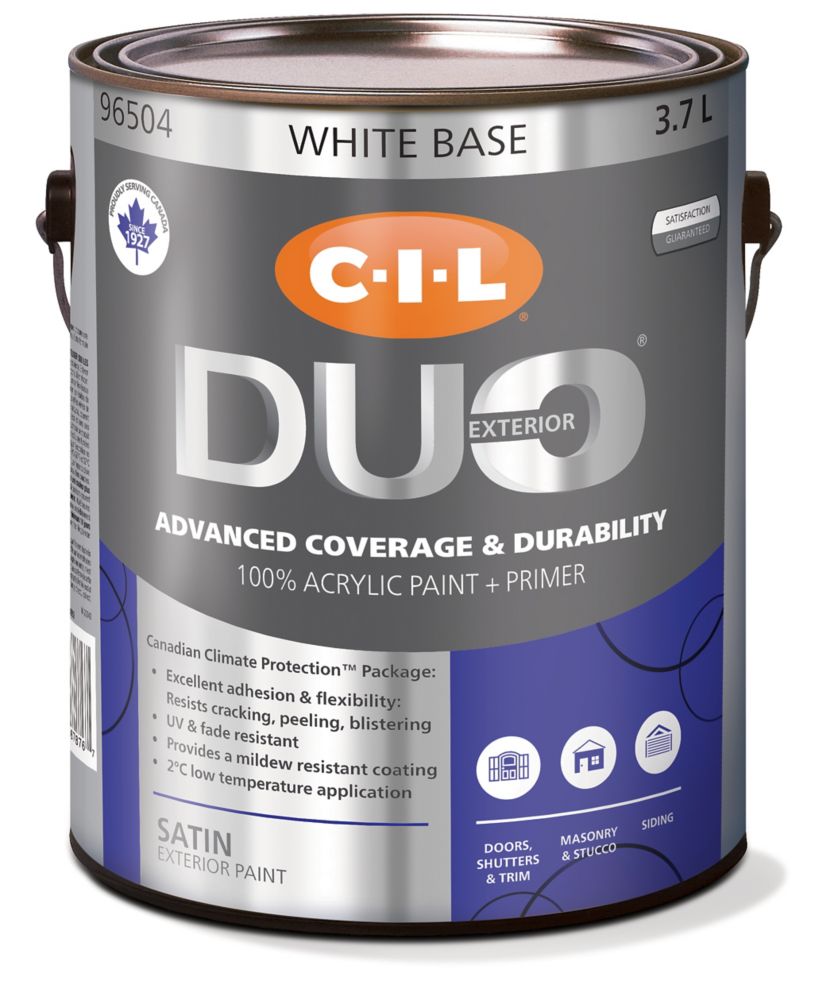 96504
WHITE BASE
3.7 L
PROUDLY SERVING CANADA
SINCE
1927
SATISFACTION
GUARANTEED
C·I·L®
DUO®
EXTERIOR
ADVANCED COVERAGE & DURABILITY
100% ACRYLIC PAINT + PRIMER
Canadian Climate Protection™ Package:
• Excellent adhesion & flexibility:
Resists cracking, peeling, blistering
• UV & fade resistant
• Provides a mildew resistant coating
• 2°C low temperature application
SATIN
EXTERIOR PAINT
DOORS,
SHUTTERS
& TRIM
MASONRY
& STUCCO
SIDING